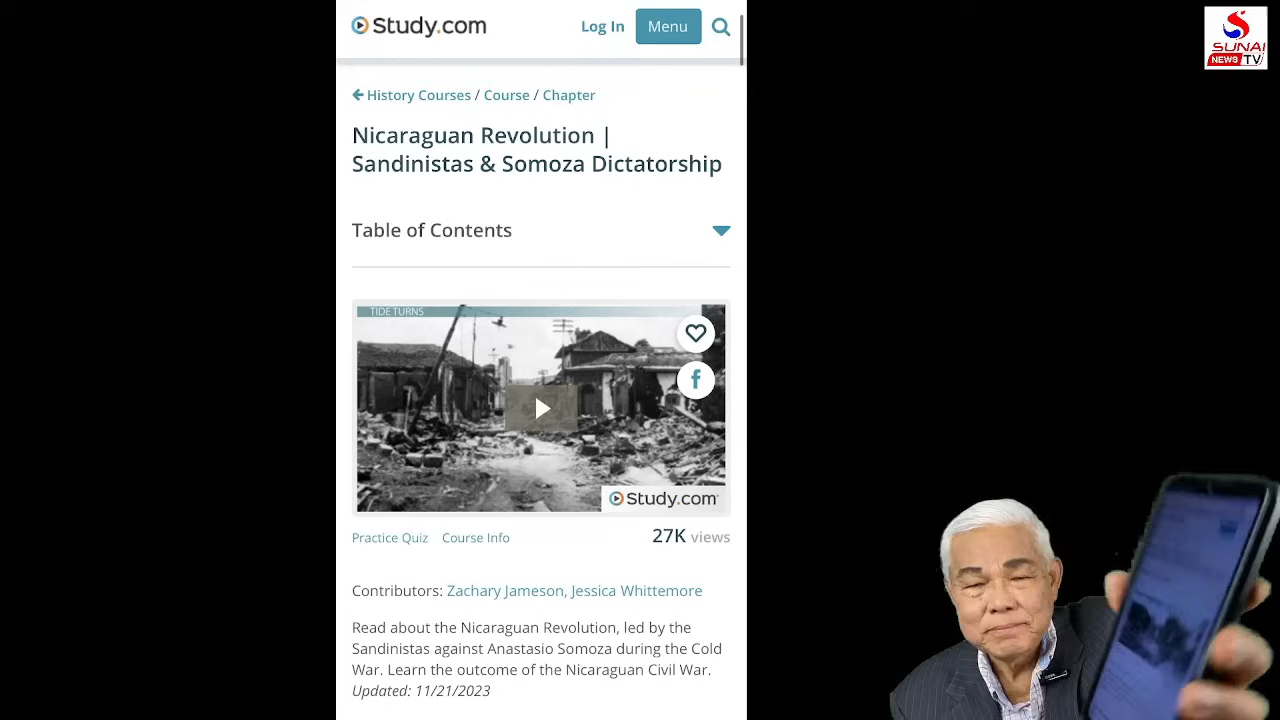 Study.com
Log In
Menu
SUNAI
NEWS TV
History Courses / Course / Chapter
Nicaraguan Revolution |
Sandinistas & Somoza Dictatorship
Table of Contents
TIDE TURNS
Study.com
Practice Quiz
Course Info
27K views
Contributors: Zachary Jameson, Jessica Whittemore
Read about the Nicaraguan Revolution, led by the
Sandinistas against Anastasio Somoza during the Cold
War. Learn the outcome of the Nicaraguan Civil War.
Updated: 11/21/2023